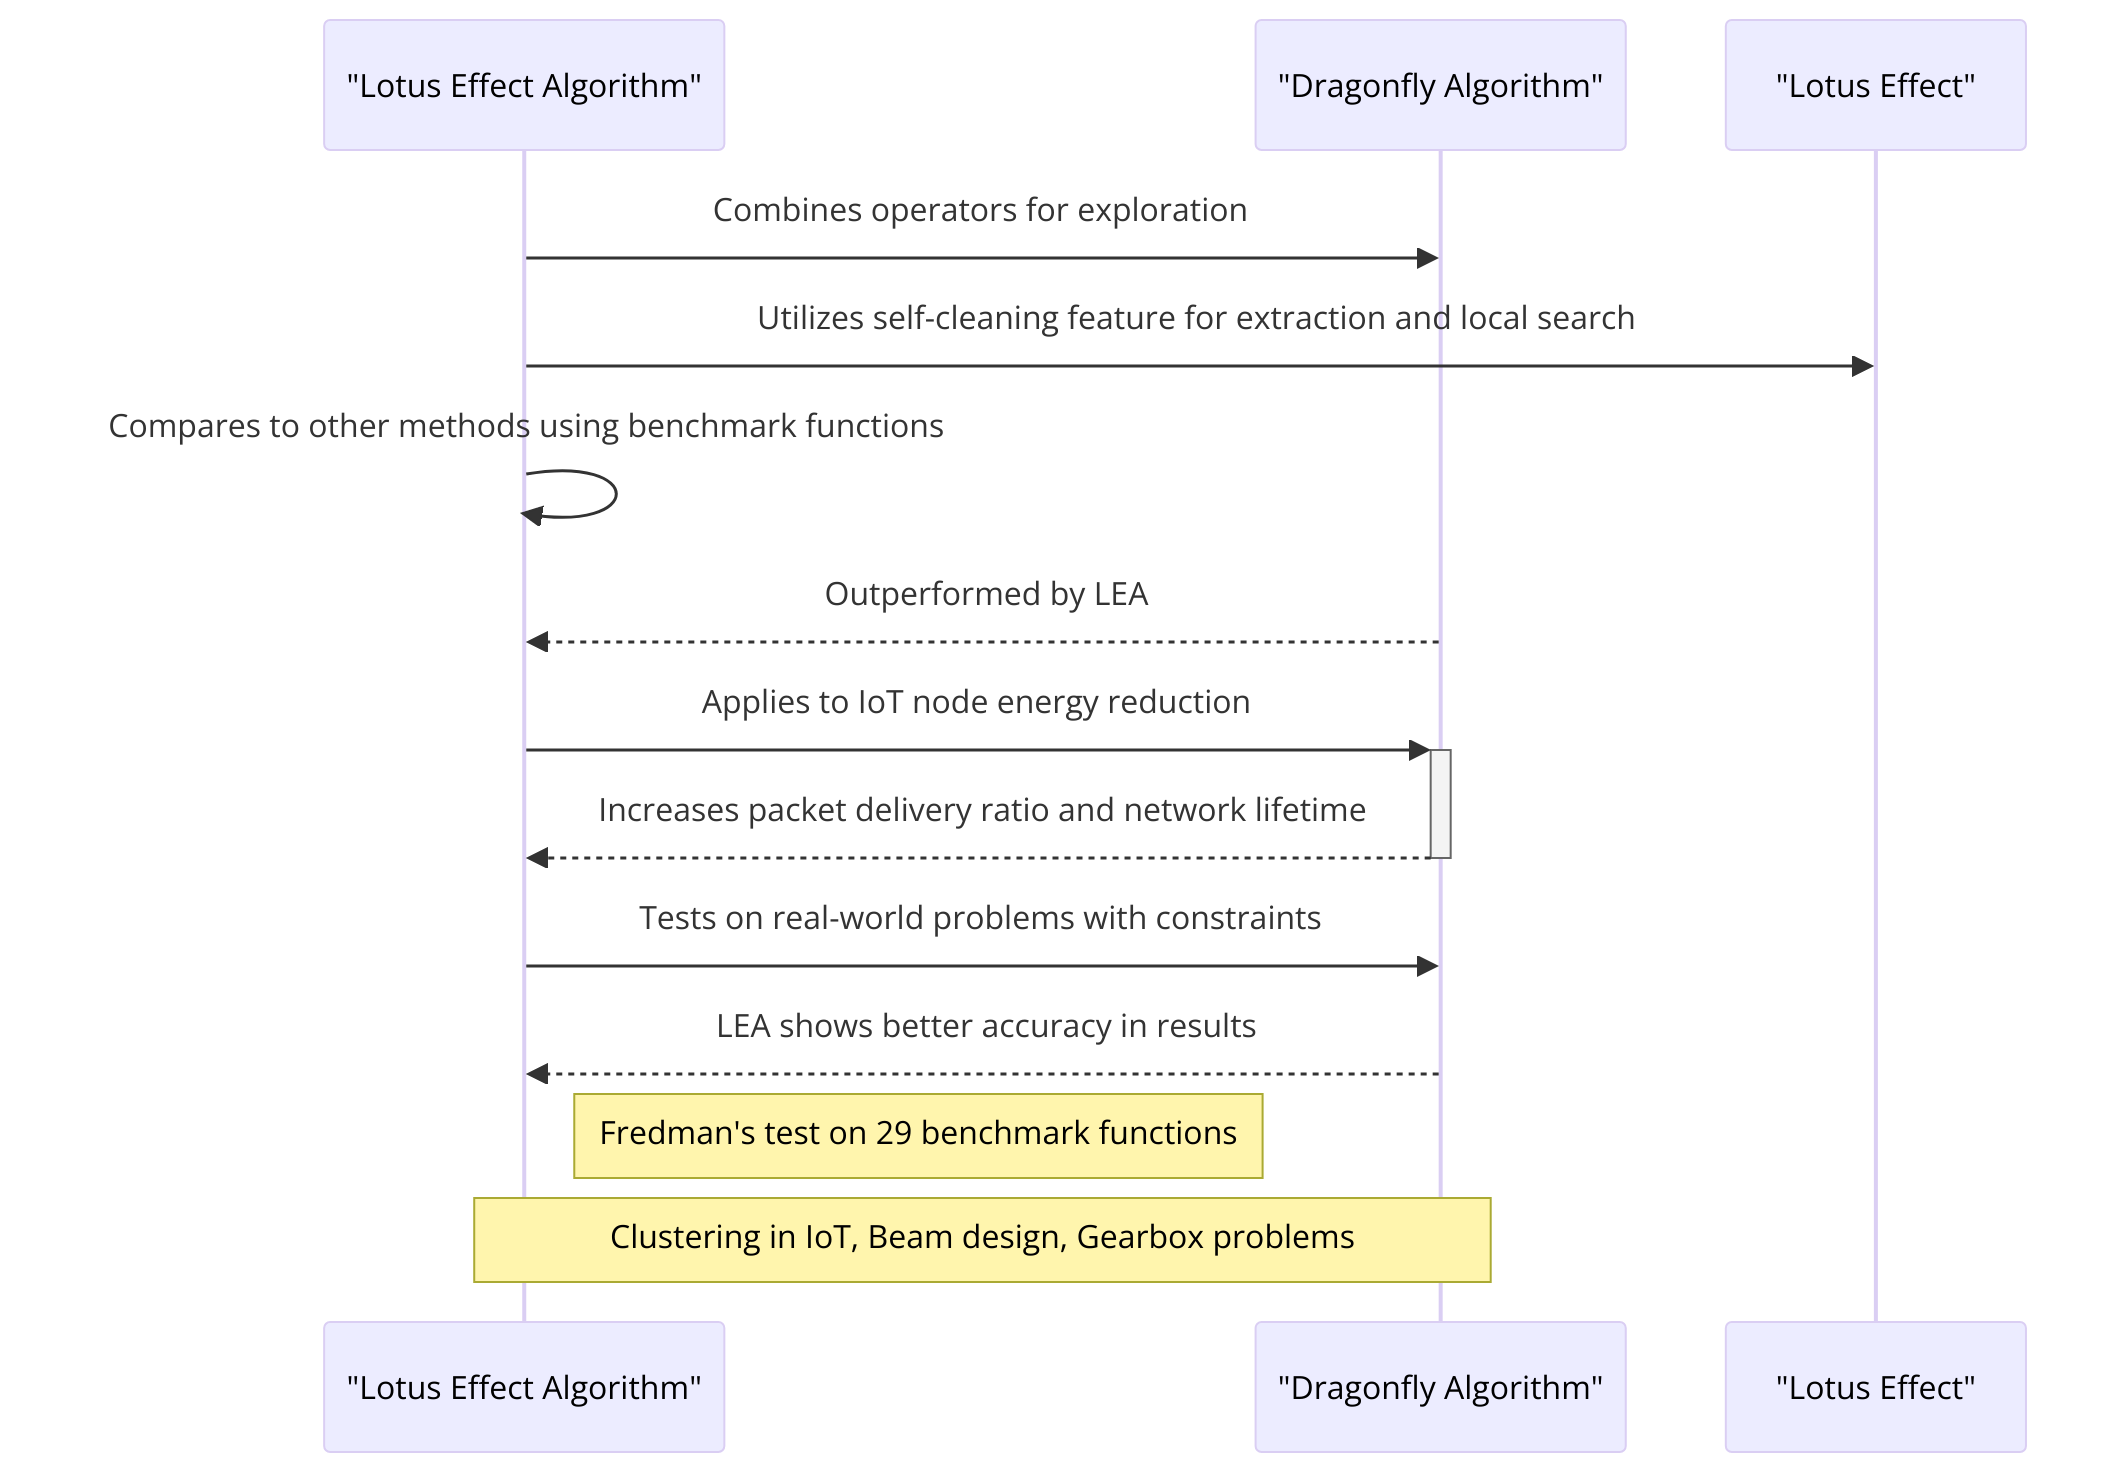 "Lotus Effect Algorithm"
"Dragonfly Algorithm"
"Lotus Effect"
Combines operators for exploration
Utilizes self-cleaning feature for extraction and local search
Compares to other methods using benchmark functions
Outperformed by LEA
Applies to IoT node energy reduction
Increases packet delivery ratio and network lifetime
Tests on real-world problems with constraints
LEA shows better accuracy in results
Fredman's test on 29 benchmark functions
Clustering in IoT, Beam design, Gearbox problems
"Lotus Effect Algorithm"
"Dragonfly Algorithm"
"Lotus Effect"